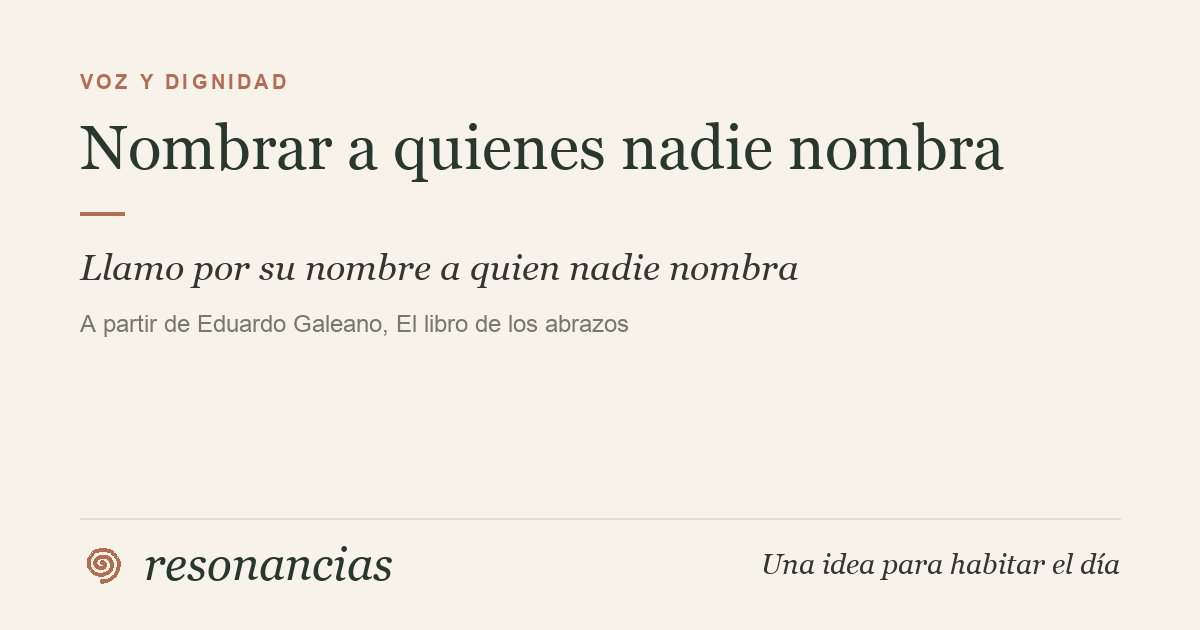 VOZ Y DIGNIDAD
Nombrar a quienes nadie nombra
Llamo por su nombre a quien nadie nombra
A partir de Eduardo Galeano, El libro de los abrazos
resonancias
Una idea para habitar el día